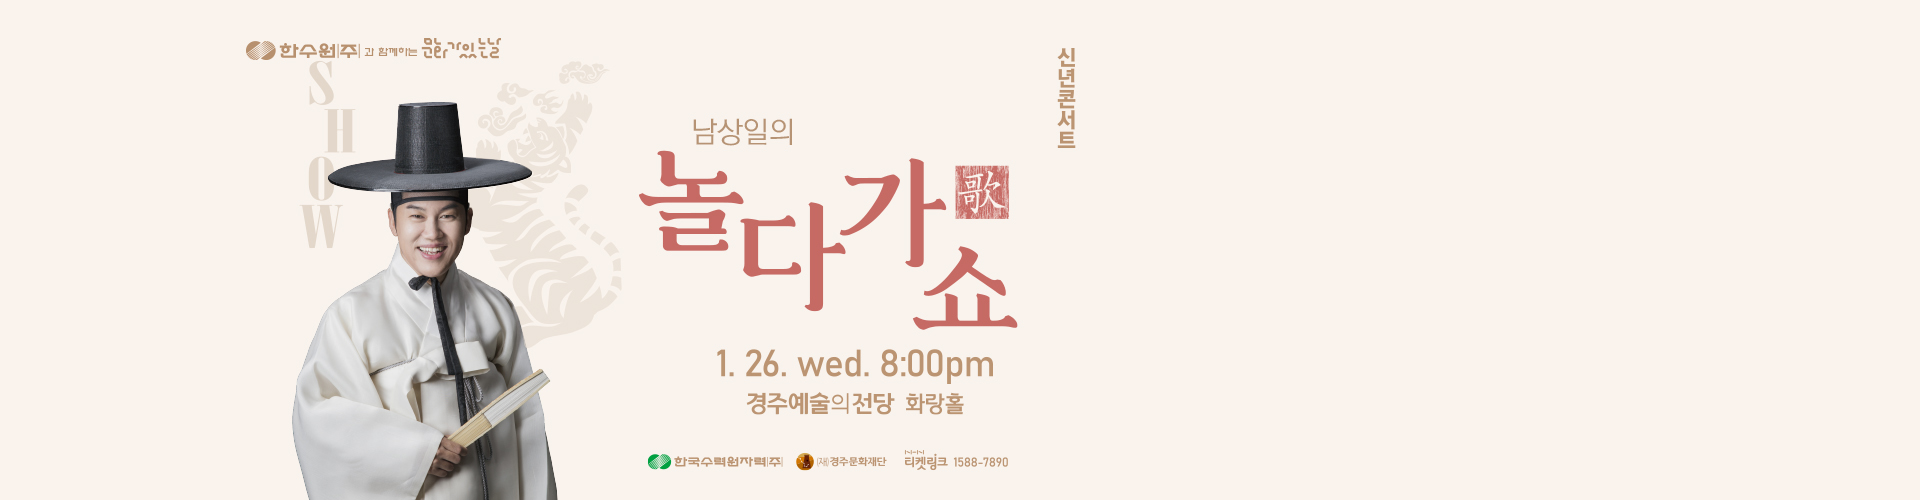 한수원(주)과 함께하는 문화가있는날
SHOW
신년콘서트
남상일의
놀다가쇼
歌
1. 26. wed. 8:00pm
경주예술의전당 화랑홀
한국수력원자력(주) (재)경주문화재단 NHN 티켓링크 1588-7890